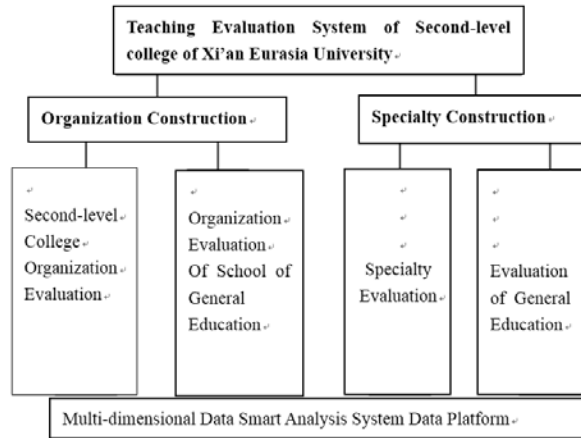 Teaching Evaluation System of Second-level
college of Xi'an Eurasia University
Organization Construction
Specialty Construction
Second-level
College
Organization
Evaluation
Organization
Evaluation
Of School of
General
Education
Specialty
Evaluation
Evaluation
of General
Education
Multi-dimensional Data Smart Analysis System Data Platform